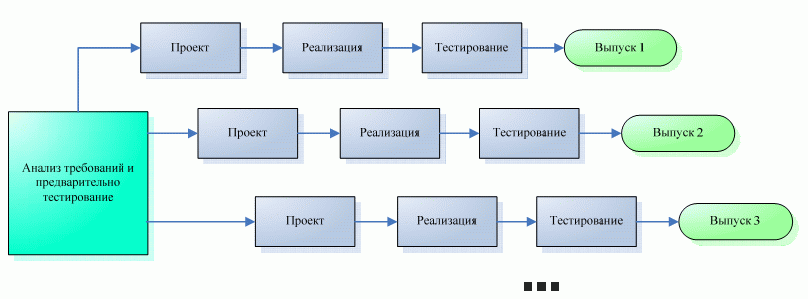 Проект
Реализация
Тестирование
Выпуск 1
Проект
Реализация
Тестирование
Выпуск 2
Анализ требований и
предварительно
тестирование
Проект
Реализация
Тестирование
Выпуск 3